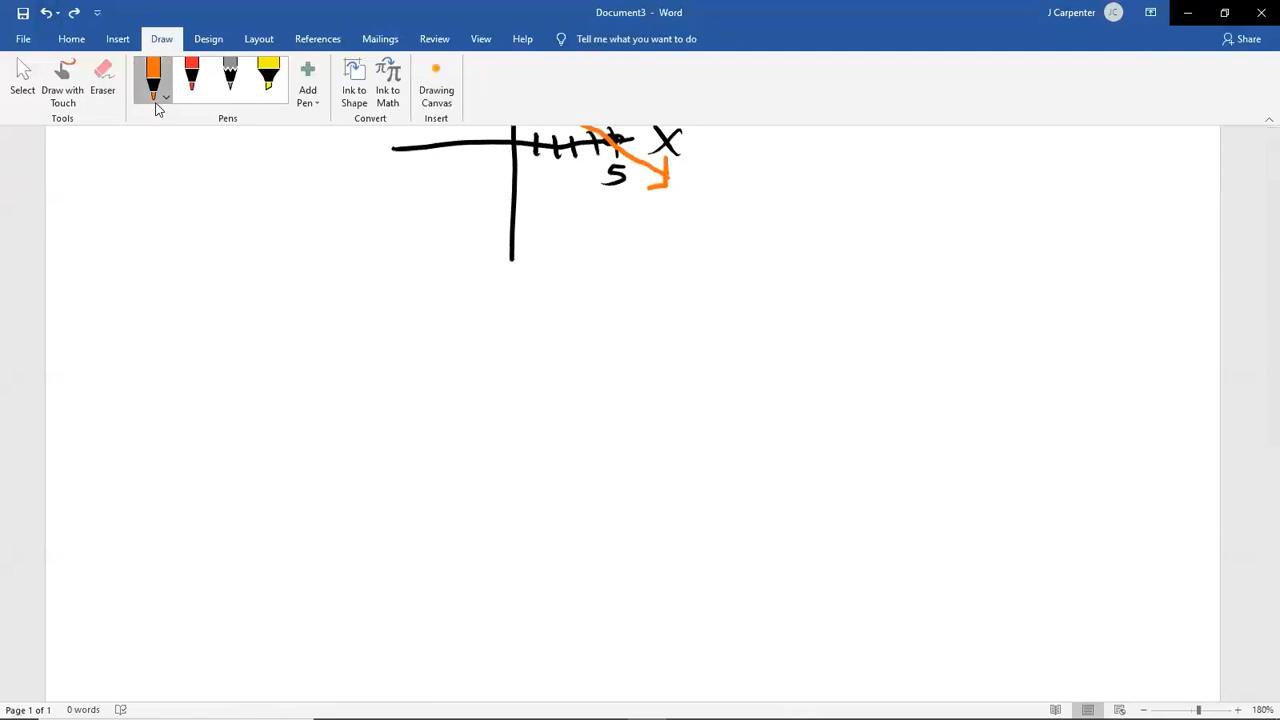 Document3 - Word
J Carpenter JC
File Home Insert Draw Design Layout References Mailings Review View Help Tell me what you want to do Share
Select Draw with Touch Eraser Add Pen Ink to Shape Ink to Math Drawing Canvas
Tools Pens Convert Insert
X
5
Page 1 of 1 0 words 180%